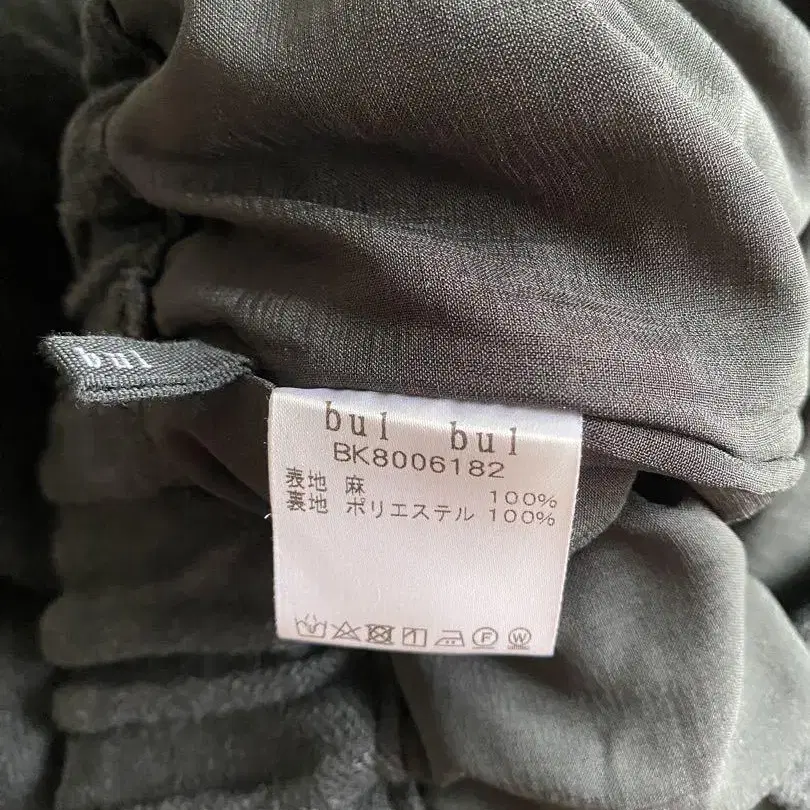 bul
bul bul
BK8006182
表地 麻 100%
裏地 ポリエステル 100%
F W